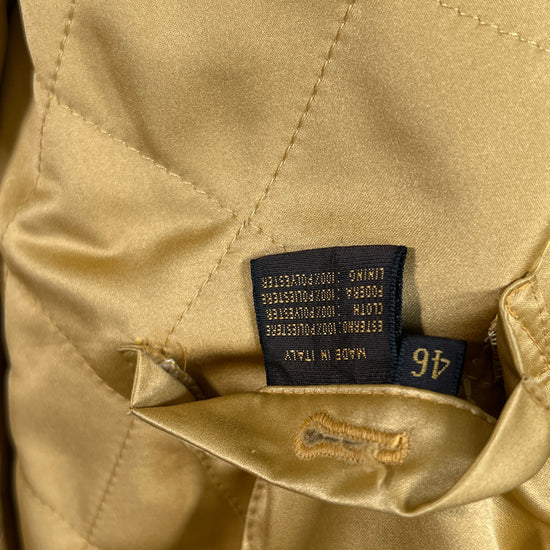 MADE IN ITALY
ESTERNO : 100%POLIESTERE
CLOTH : 100%POLYESTER
FODERA : 100%POLIESTERE
LINING : 100%POLYESTER
46